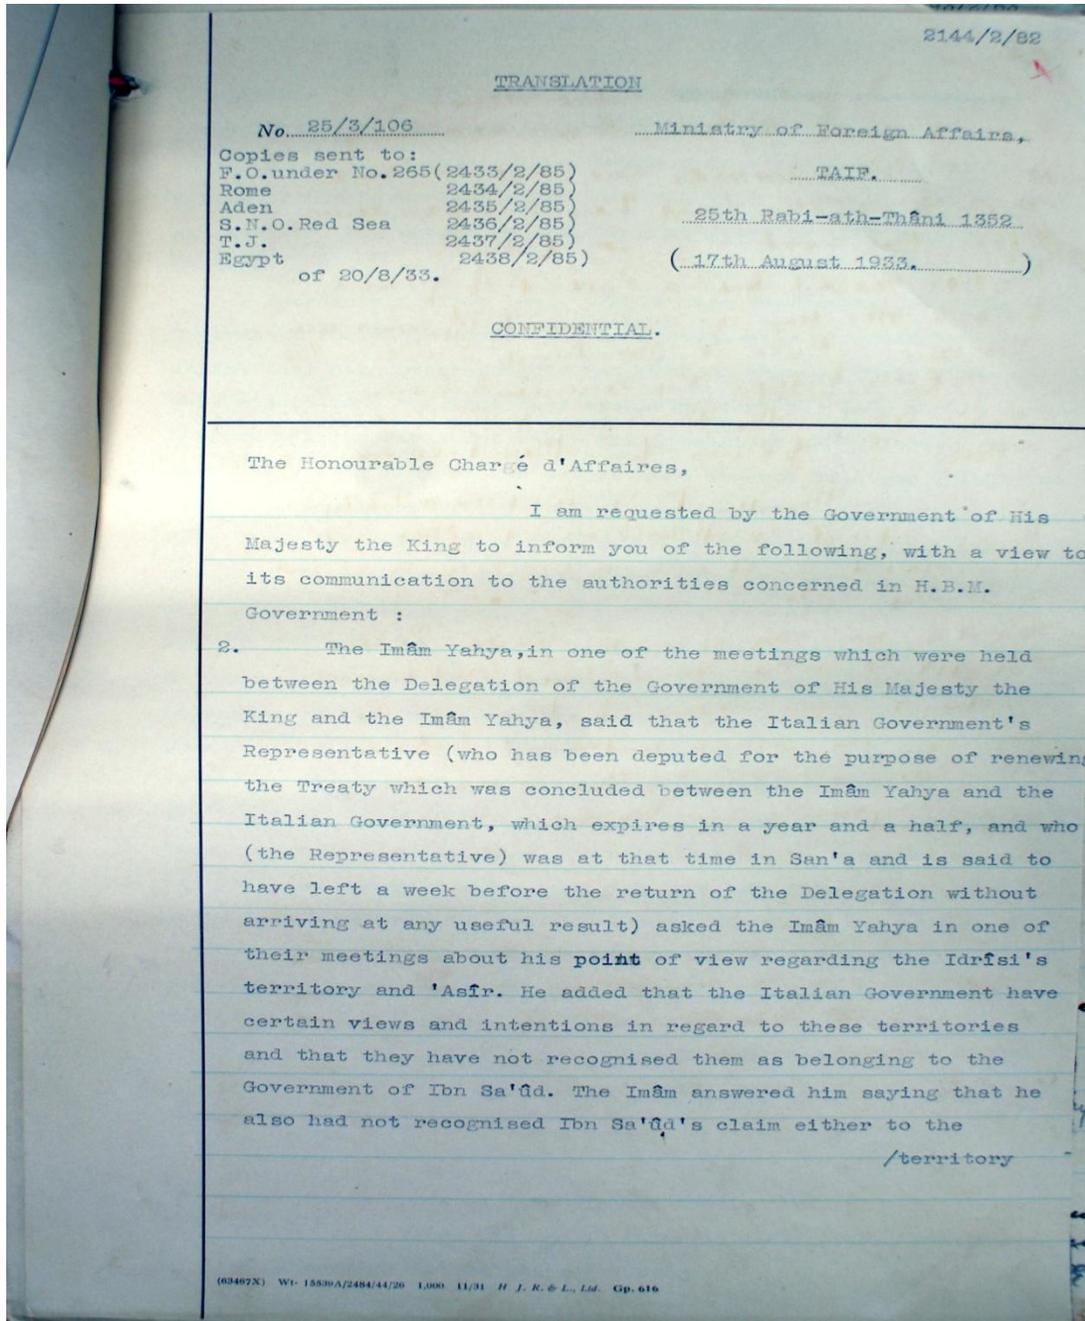 2144/2/82
TRANSLATION
No. 25/3/106
Ministry of Foreign Affairs,
Copies sent to:
F.O.under No.265(2433/2/85)
TAIF.
Rome 2434/2/85)
Aden 2435/2/85)
25th Rabi-ath-Thâni 1352
S.N.O.Red Sea 2436/2/85)
T.J. 2437/2/85)
Egypt 2438/2/85)
( 17th August 1933. )
of 20/8/33.
CONFIDENTIAL.
The Honourable Chargé d'Affaires,
I am requested by the Government of His
Majesty the King to inform you of the following, with a view to
its communication to the authorities concerned in H.B.M.
Government :
2. The Imâm Yahya,in one of the meetings which were held
between the Delegation of the Government of His Majesty the
King and the Imâm Yahya, said that the Italian Government's
Representative (who has been deputed for the purpose of renewing
the Treaty which was concluded between the Imâm Yahya and the
Italian Government, which expires in a year and a half, and who
(the Representative) was at that time in San'a and is said to
have left a week before the return of the Delegation without
arriving at any useful result) asked the Imâm Yahya in one of
their meetings about his point of view regarding the Idrîsi's
territory and 'Asîr. He added that the Italian Government have
certain views and intentions in regard to these territories
and that they have not recognised them as belonging to the
Government of Ibn Sa'ûd. The Imâm answered him saying that he
also had not recognised Ibn Sa'ûd's claim either to the
/territory
(63467X) Wt- 15539A/2484/44/26 1,000 11/31 H. J. R. & L., Ltd. Gp. 616